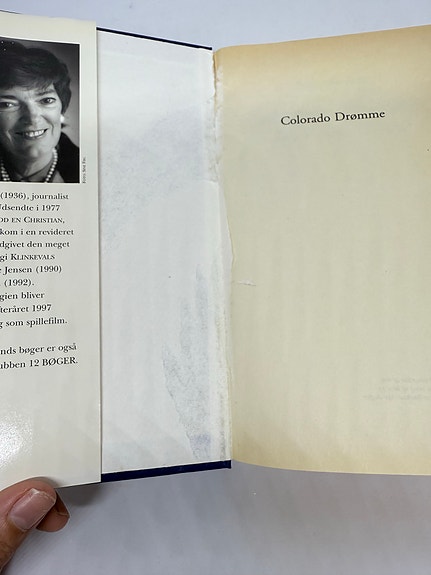 (1936), journalist
Udsendte i 1977
OD EN CHRISTIAN,
kom i en revideret
dgivet den meget
gi KLINKEVALS
e Jensen (1990)
(1992).
gien bliver
fteråret 1997
g som spillefilm.
nds bøger er også
ubben 12 BØGER.
Colorado Drømme